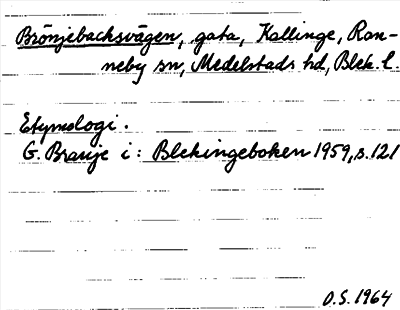 Brönjebacksvägen, gata, Kallinge, Ron-
neby sn, Medelstads hd, Blek. l.
Etymologi.
G. Branje i: Blekingeboken 1959, s. 121
O.S. 1964